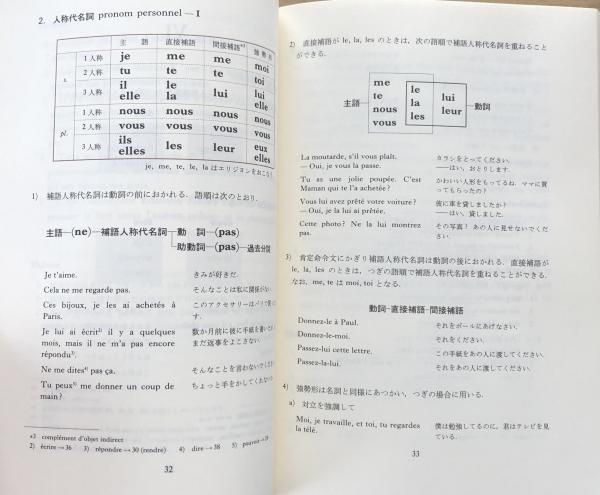 2. 人称代名詞 pronom personnel — I
主 語 直接補語 間接補語*³⁾ 強勢形
s. 1人称 je me me moi
2人称 tu te te toi
3人称 il le lui lui
elle la elle
pl. 1人称 nous nous nous nous
2人称 vous vous vous vous
3人称 ils les leur eux
elles elles
je, me, te, le, la はエリジョンをおこな
1) 補語人称代名詞は動詞の前におかれる. 語順は次のとおり.
主語—(ne)—補語人称代名詞—動 詞—(pas)
助動詞—(pas)—過去分詞
Je t'aime. きみが好きだ.
Cela ne me regarde pas. そんなことは私に関係がない.
Ces bijoux, je les ai achetés à このアクセサリーはパリで買
Paris. す.
Je lui ai écrit²⁾ il y a quelques 数か月前に彼に手紙を書いた
mois, mais il ne m'a pas encore まだ返事をよこさない.
répondu³⁾.
Ne me dites⁴⁾ pas ça. そんなことを言わないで
Tu peux⁵⁾ me donner un coup de ちょっと手をかしてくれ
main?
*3 complément d'objet indirect
2) écrire→36 3) répondre→30 (rendre) 4) dire→38 5) pouvoir→
32
2) 直接補語が le, la, les のときは, 次の語順で補語人称代名詞を重ねること
ができる.
me
te le
主語 la lui 動詞
nous les leur
vous
La moutarde, s'il vous plaît. カラシをとってください.
— Oui, je vous la passe. ——はい, おとりします.
Tu as une jolie poupée. C'est かわいい人形をもってるね. ママに買
Maman qui te l'a achetée? ってもらったの?
Vous lui avez prêté votre voiture? 彼に車を貸しましたか?
— Oui, je la lui ai prêtée. ——はい, 貸しました.
Cette photo? Ne la lui montrez その写真? あの人に見せないでくだ
pas. さい.
3) 肯定命令文にかぎり補語人称代名詞は動詞の後におかれる. 直接補語が
le, la, les のときは, つぎの語順で補語人称代名詞を重ねることができる.
なお, me, te は moi, toi となる.
動詞-直接補語-間接補語
Donnez-le à Paul. それをポールにあげなさい.
Donnez-le-moi. それをください.
Passez-lui cette lettre. この手紙をあの人に渡してください.
Passez-la-lui. それをあの人に渡してください.
4) 強勢形は名詞と同様にあつかい, つぎの場合に用いる.
a) 対立を強調して
Moi, je travaille, et toi, tu regardes 僕は勉強してるのに, 君はテレビを見
la télé. ている.
33